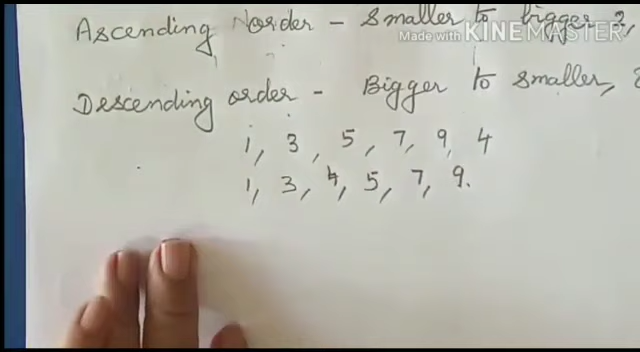 Ascending order - Smaller to bigger 2,
Made with KINEMASTER
Descending order - Bigger to smaller,
1, 3, 5, 7, 9, 4
1, 3, 4, 5, 7, 9.